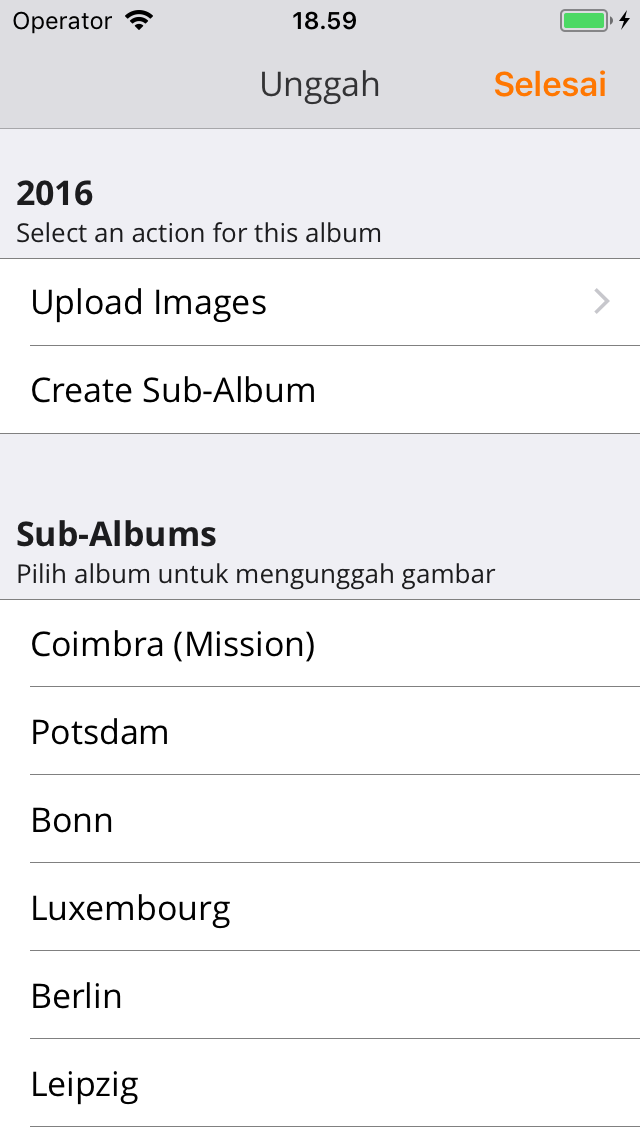 Operator 18.59
Unggah Selesai
2016
Select an action for this album
Upload Images
Create Sub-Album
Sub-Albums
Pilih album untuk mengunggah gambar
Coimbra (Mission)
Potsdam
Bonn
Luxembourg
Berlin
Leipzig